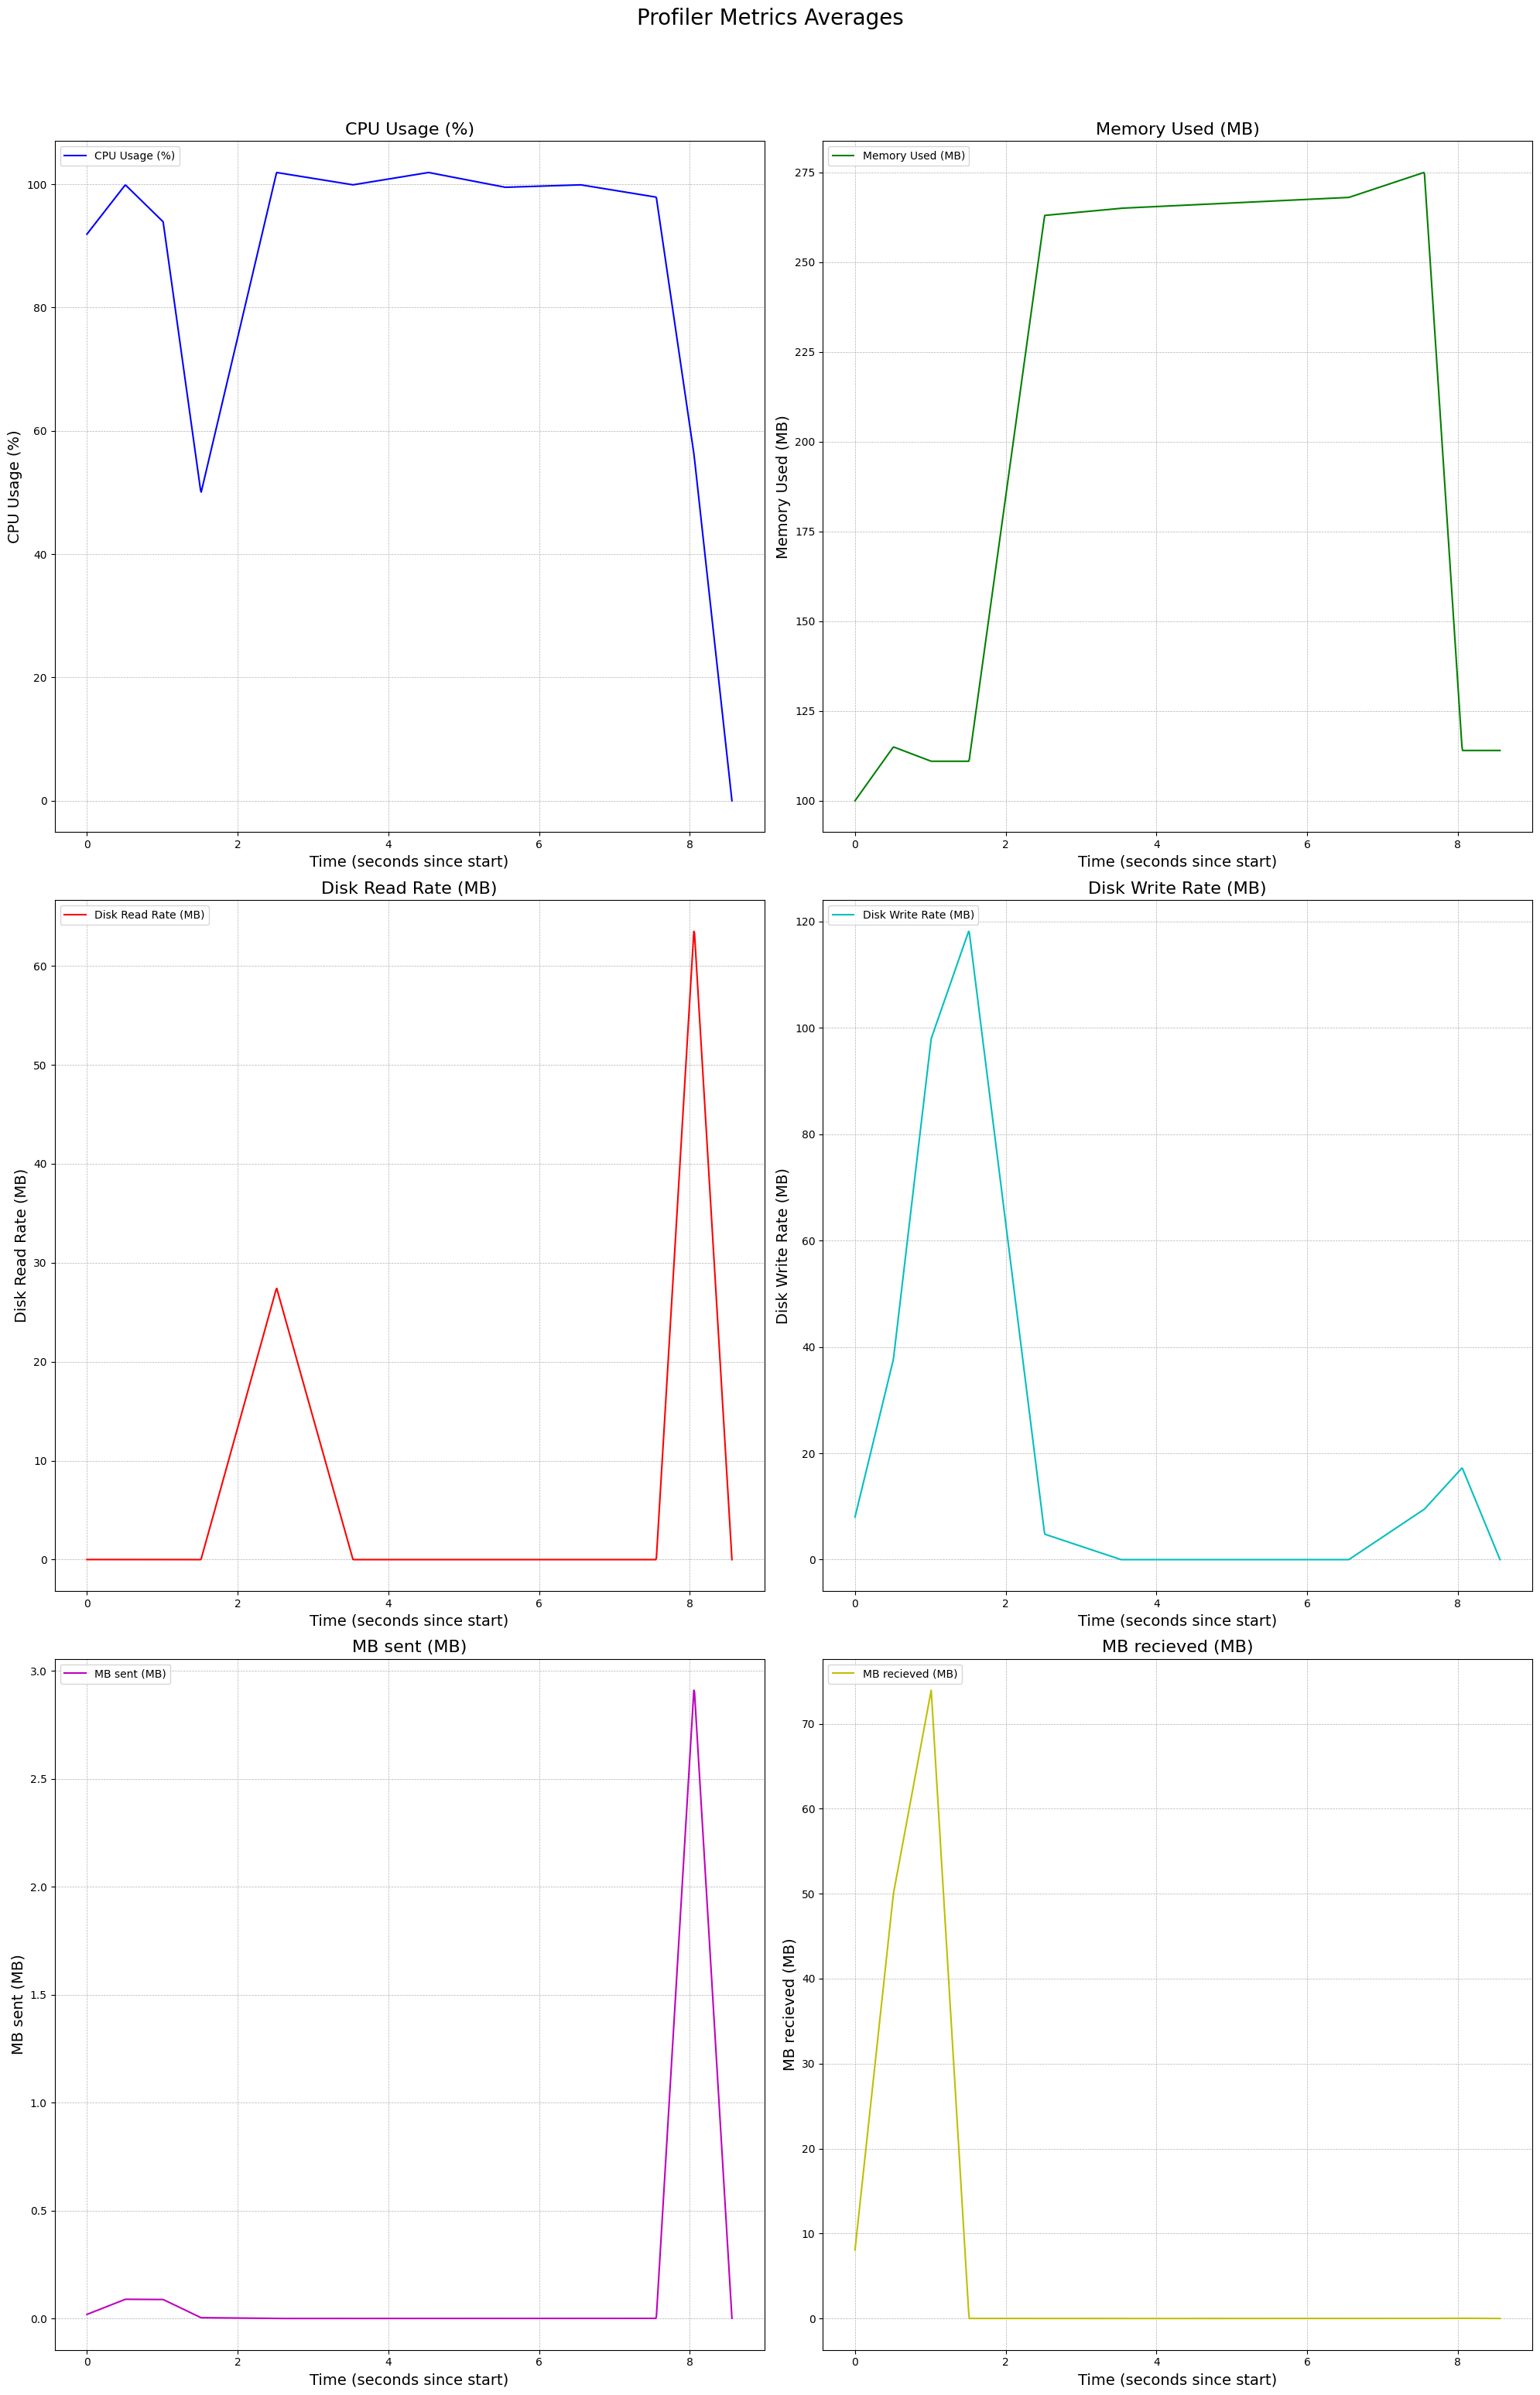 Profiler Metrics Averages
CPU Usage (%)
CPU Usage (%)
CPU Usage (%)
100
80
60
40
20
0
0 2 4 6 8
Time (seconds since start)
Memory Used (MB)
Memory Used (MB)
Memory Used (MB)
275
250
225
200
175
150
125
100
0 2 4 6 8
Time (seconds since start)
Disk Read Rate (MB)
Disk Read Rate (MB)
Disk Read Rate (MB)
60
50
40
30
20
10
0
0 2 4 6 8
Time (seconds since start)
Disk Write Rate (MB)
Disk Write Rate (MB)
Disk Write Rate (MB)
120
100
80
60
40
20
0
0 2 4 6 8
Time (seconds since start)
MB sent (MB)
MB sent (MB)
MB sent (MB)
3.0
2.5
2.0
1.5
1.0
0.5
0.0
0 2 4 6 8
Time (seconds since start)
MB recieved (MB)
MB recieved (MB)
MB recieved (MB)
70
60
50
40
30
20
10
0
0 2 4 6 8
Time (seconds since start)